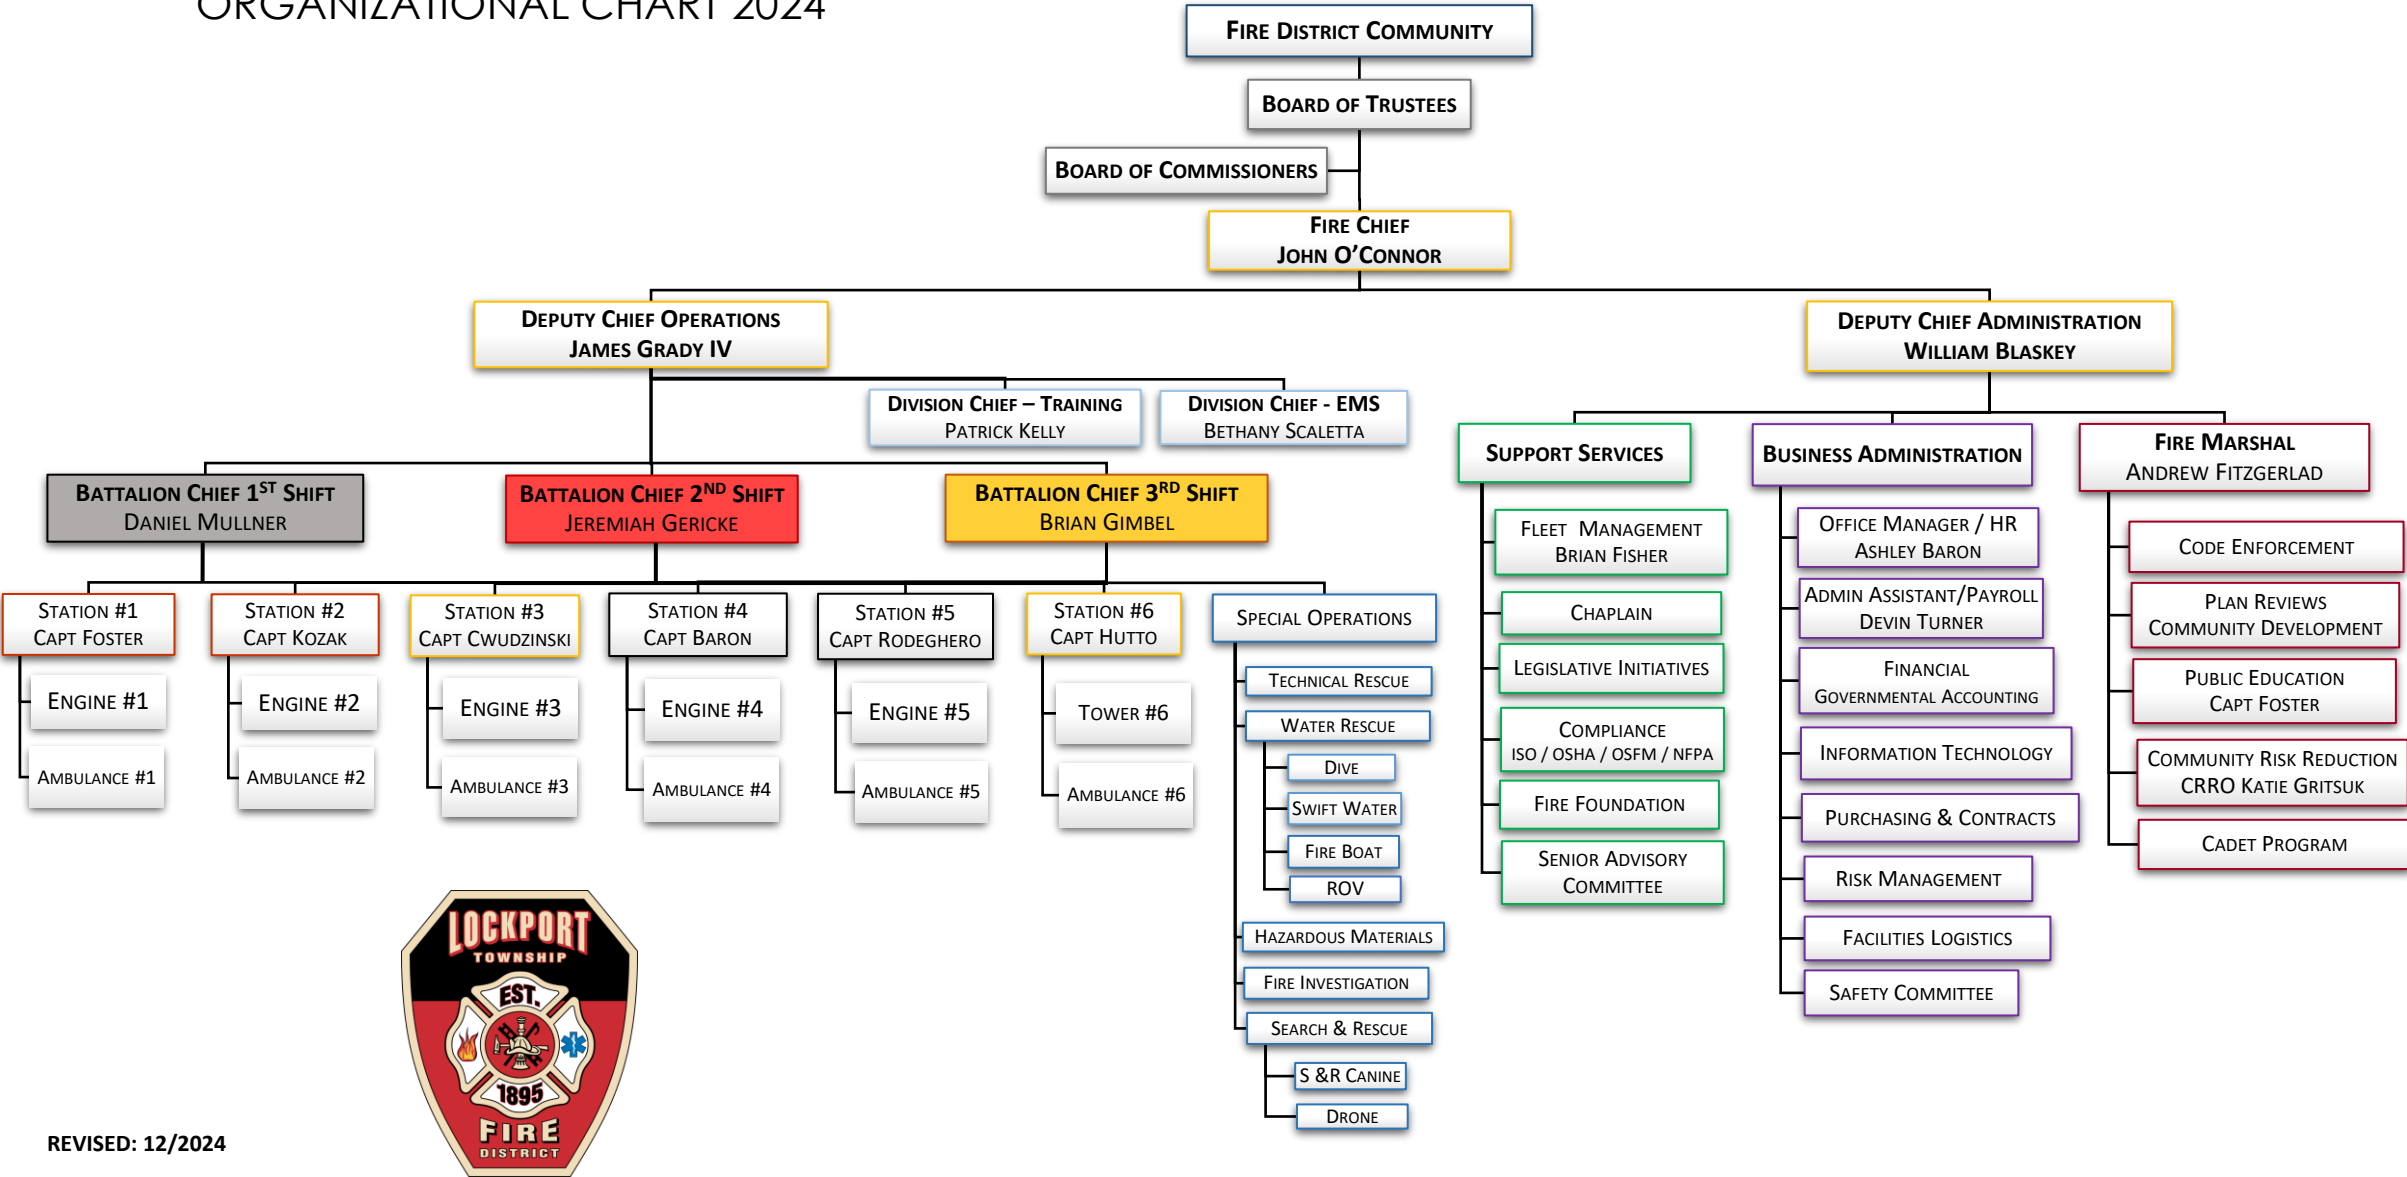 ORGANIZATIONAL CHART 2024
FIRE DISTRICT COMMUNITY
BOARD OF TRUSTEES
BOARD OF COMMISSIONERS
FIRE CHIEF
JOHN O’CONNOR
DEPUTY CHIEF OPERATIONS
JAMES GRADY IV
DEPUTY CHIEF ADMINISTRATION
WILLIAM BLASKEY
DIVISION CHIEF – TRAINING
PATRICK KELLY
DIVISION CHIEF - EMS
BETHANY SCALETTA
BATTALION CHIEF 1ST SHIFT
DANIEL MULLNER
BATTALION CHIEF 2ND SHIFT
JEREMIAH GERICKE
BATTALION CHIEF 3RD SHIFT
BRIAN GIMBEL
STATION #1
CAPT FOSTER
ENGINE #1
AMBULANCE #1
STATION #2
CAPT KOZAK
ENGINE #2
AMBULANCE #2
STATION #3
CAPT CWUDZINSKI
ENGINE #3
AMBULANCE #3
STATION #4
CAPT BARON
ENGINE #4
AMBULANCE #4
STATION #5
CAPT RODEGHERO
ENGINE #5
AMBULANCE #5
STATION #6
CAPT HUTTO
TOWER #6
AMBULANCE #6
SPECIAL OPERATIONS
TECHNICAL RESCUE
WATER RESCUE
DIVE
SWIFT WATER
FIRE BOAT
ROV
HAZARDOUS MATERIALS
FIRE INVESTIGATION
SEARCH & RESCUE
S &R CANINE
DRONE
SUPPORT SERVICES
FLEET MANAGEMENT
BRIAN FISHER
CHAPLAIN
LEGISLATIVE INITIATIVES
COMPLIANCE
ISO / OSHA / OSFM / NFPA
FIRE FOUNDATION
SENIOR ADVISORY
COMMITTEE
BUSINESS ADMINISTRATION
OFFICE MANAGER / HR
ASHLEY BARON
ADMIN ASSISTANT/PAYROLL
DEVIN TURNER
FINANCIAL
GOVERNMENTAL ACCOUNTING
INFORMATION TECHNOLOGY
PURCHASING & CONTRACTS
RISK MANAGEMENT
FACILITIES LOGISTICS
SAFETY COMMITTEE
FIRE MARSHAL
ANDREW FITZGERLAD
CODE ENFORCEMENT
PLAN REVIEWS
COMMUNITY DEVELOPMENT
PUBLIC EDUCATION
CAPT FOSTER
COMMUNITY RISK REDUCTION
CRRO KATIE GRITSUK
CADET PROGRAM
LOCKPORT
TOWNSHIP
EST.
1895
FIRE
DISTRICT
REVISED: 12/2024